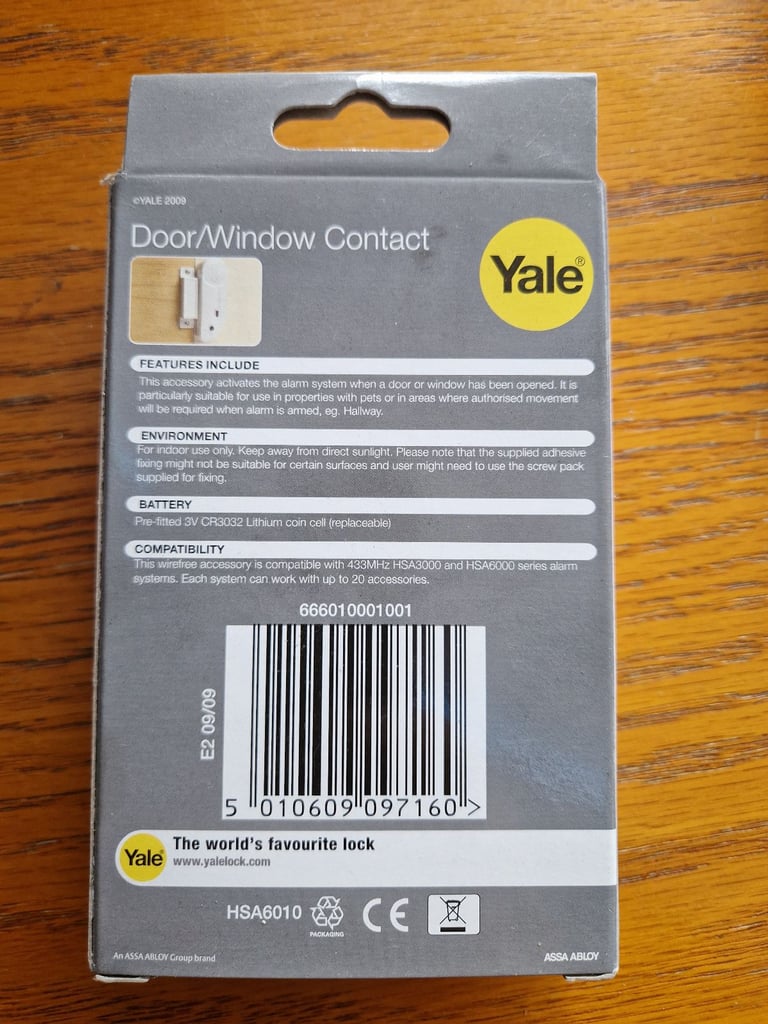 ©YALE 2009
Door/Window Contact
Yale®
FEATURES INCLUDE
This accessory activates the alarm system when a door or window has been opened. It is
particularly suitable for use in properties with pets or in areas where authorised movement
will be required when alarm is armed, eg. Hallway.
ENVIRONMENT
For indoor use only. Keep away from direct sunlight. Please note that the supplied adhesive
fixing might not be suitable for certain surfaces and user might need to use the screw pack
supplied for fixing.
BATTERY
Pre-fitted 3V CR3032 Lithium coin cell (replaceable)
COMPATIBILITY
This wirefree accessory is compatible with 433MHz HSA3000 and HSA6000 series alarm
systems. Each system can work with up to 20 accessories.
666010001001
E2 09/09
5 010609 097160 >
Yale
The world's favourite lock
www.yalelock.com
HSA6010
PACKAGING
CE
An ASSA ABLOY Group brand
ASSA ABLOY